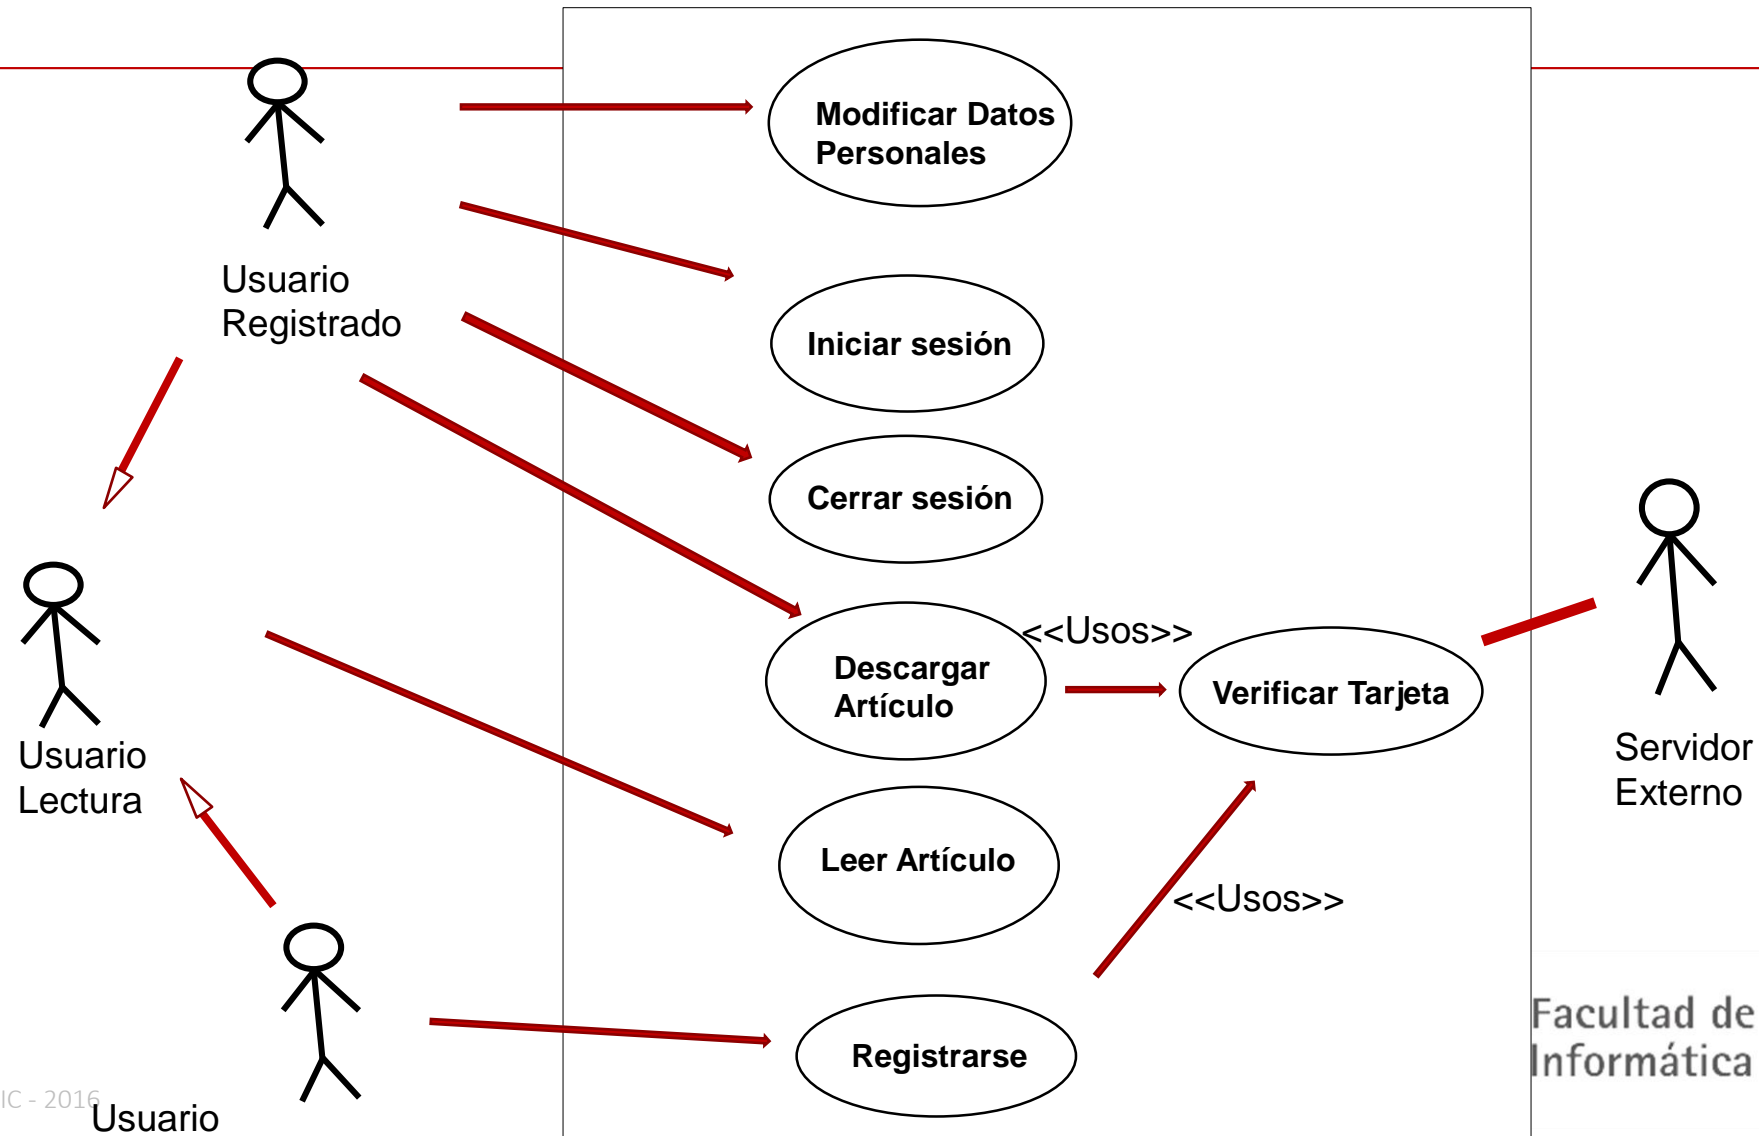 Modificar Datos
Personales
Usuario
Registrado
Iniciar sesión
Cerrar sesión
<<Usos>>
Descargar
Artículo
Verificar Tarjeta
Usuario
Lectura
Servidor
Externo
Leer Artículo
<<Usos>>
Registrarse
Facultad de
Informática
IC - 2016
Usuario